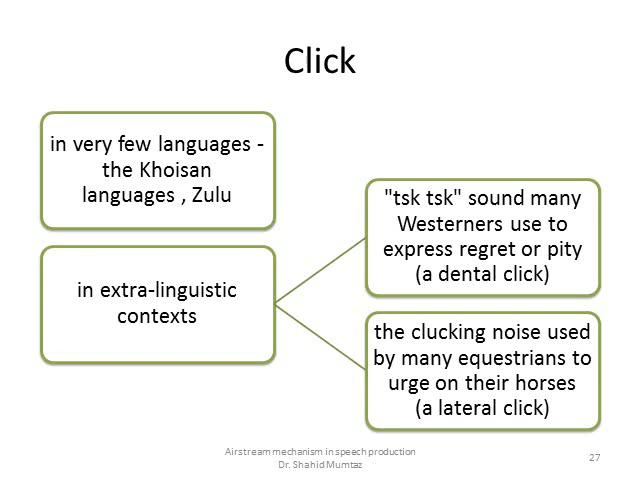 Click
in very few languages -
the Khoisan
languages , Zulu
in extra-linguistic
contexts
"tsk tsk" sound many
Westerners use to
express regret or pity
(a dental click)
the clucking noise used
by many equestrians to
urge on their horses
(a lateral click)
Airstream mechanism in speech production
Dr. Shahid Mumtaz
27